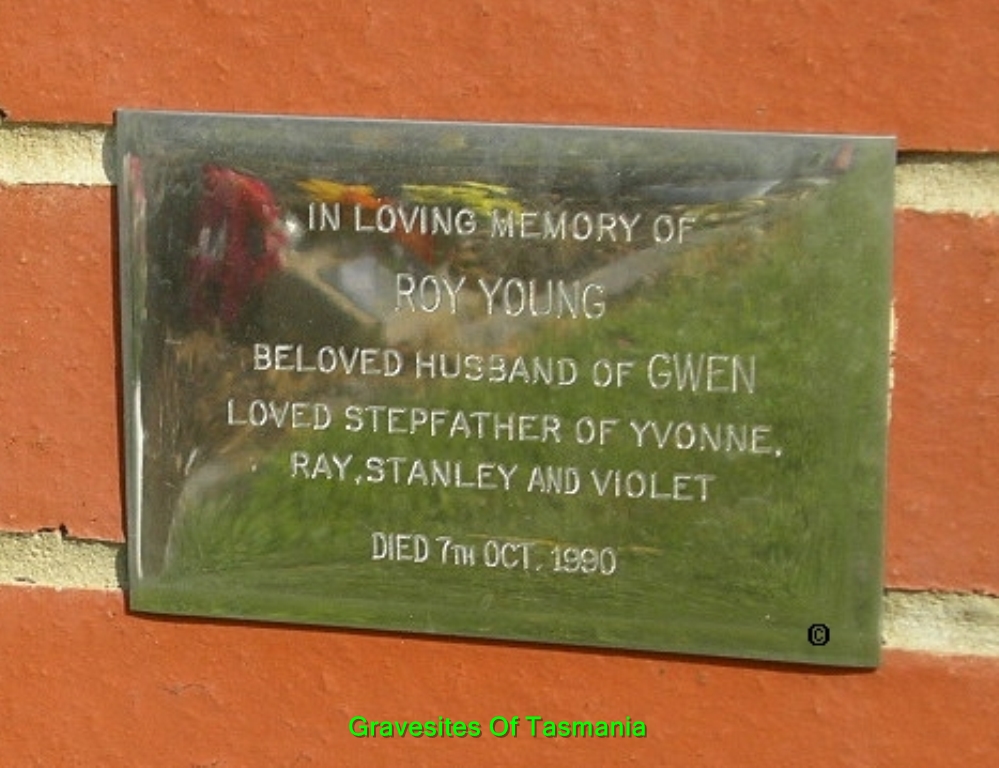 IN LOVING MEMORY OF
ROY YOUNG
BELOVED HUSBAND OF GWEN
LOVED STEPFATHER OF YVONNE,
RAY, STANLEY AND VIOLET
DIED 7TH OCT. 1990
©
Gravesites Of Tasmania